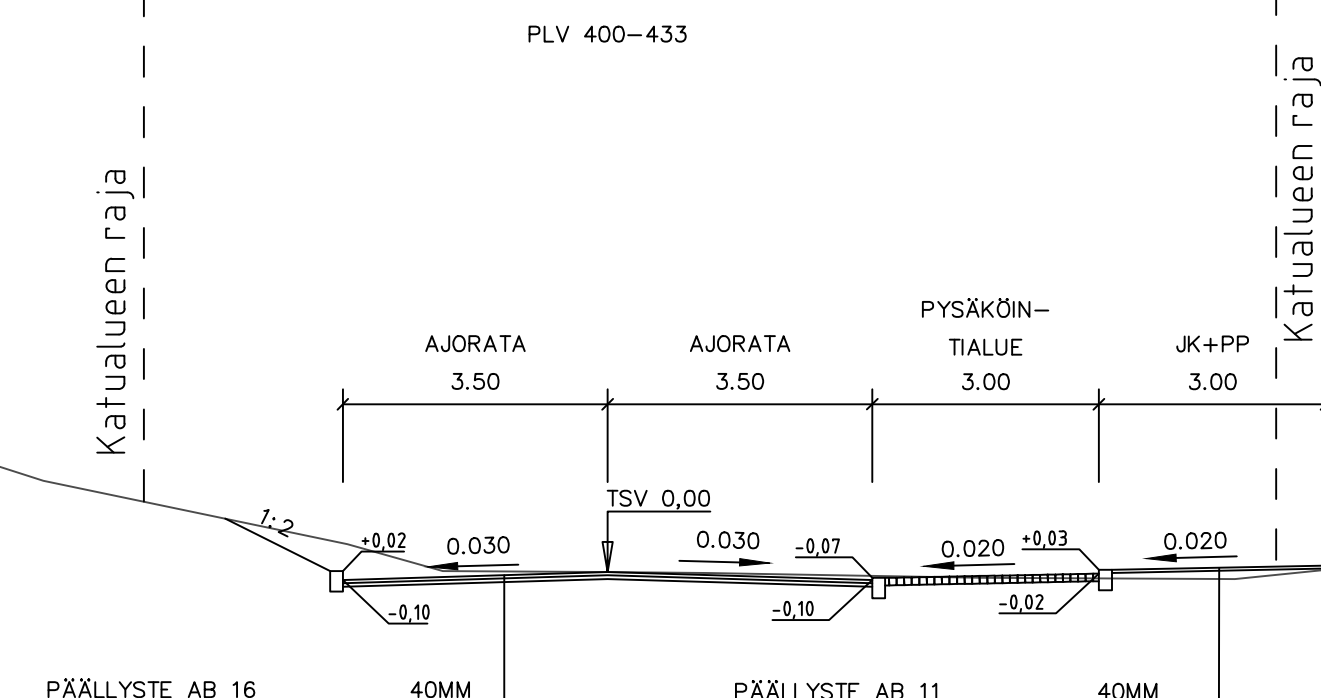 PLV 400-433
Katualueen raja
Katualueen raja
AJORATA
3.50
AJORATA
3.50
PYSÄKÖIN-
TIALUE
3.00
JK+PP
3.00
1:2
+0,02
0.030
TSV 0,00
0.030
-0,07
0.020
+0,03
0.020
-0,10
-0,10
-0,02
PÄÄLLYSTE AB 16 40MM
PÄÄLLYSTE AB 11 40MM